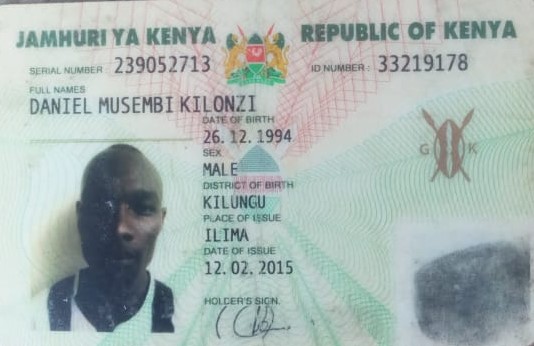 JAMHURI YA KENYA REPUBLIC OF KENYA
SERIAL NUMBER 239052713 ID NUMBER: 33219178
FULL NAMES
DANIEL MUSEMBI KILONZI
DATE OF BIRTH
26. 12. 1994
SEX
MALE
DISTRICT OF BIRTH
KILUNGU
PLACE OF ISSUE
ILIMA
DATE OF ISSUE
12. 02. 2015
HOLDER'S SIGN.
G K